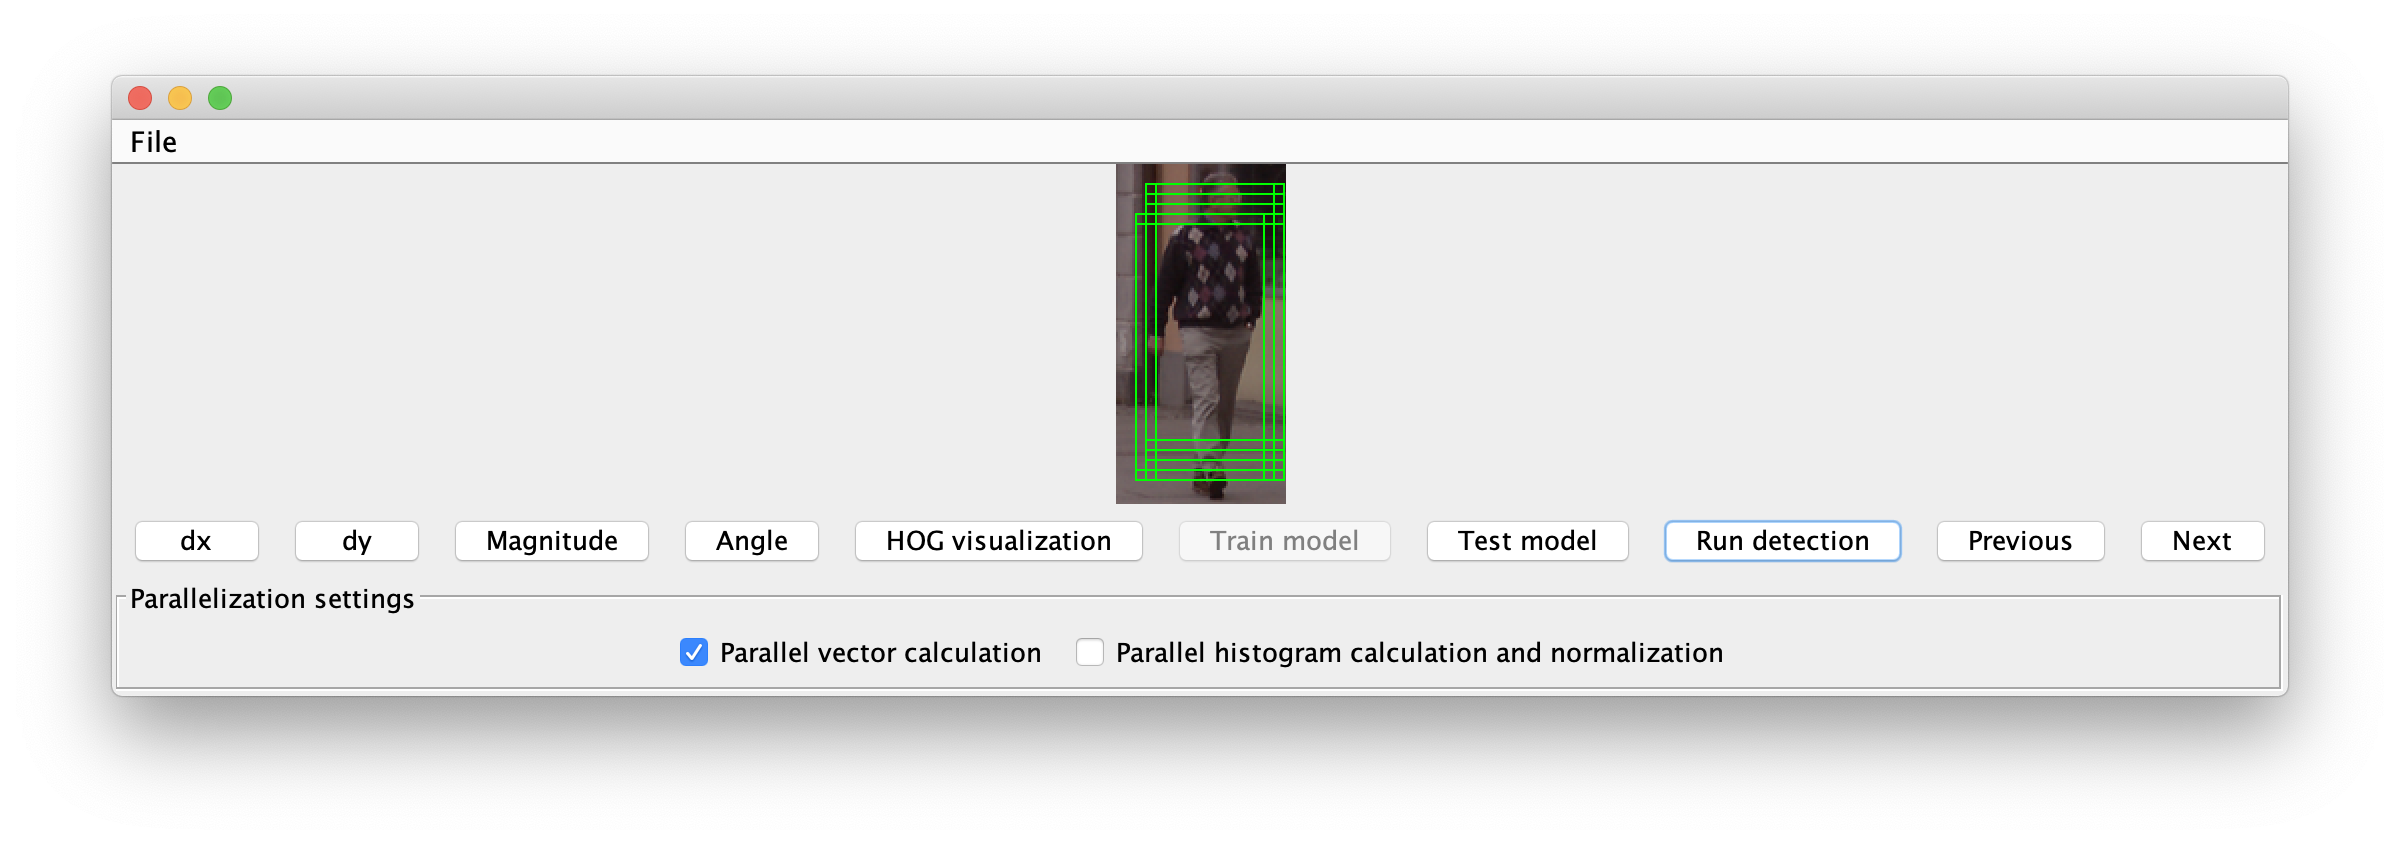 File
dx dy Magnitude Angle HOG visualization Train model Test model Run detection Previous Next
Parallelization settings
Parallel vector calculation Parallel histogram calculation and normalization